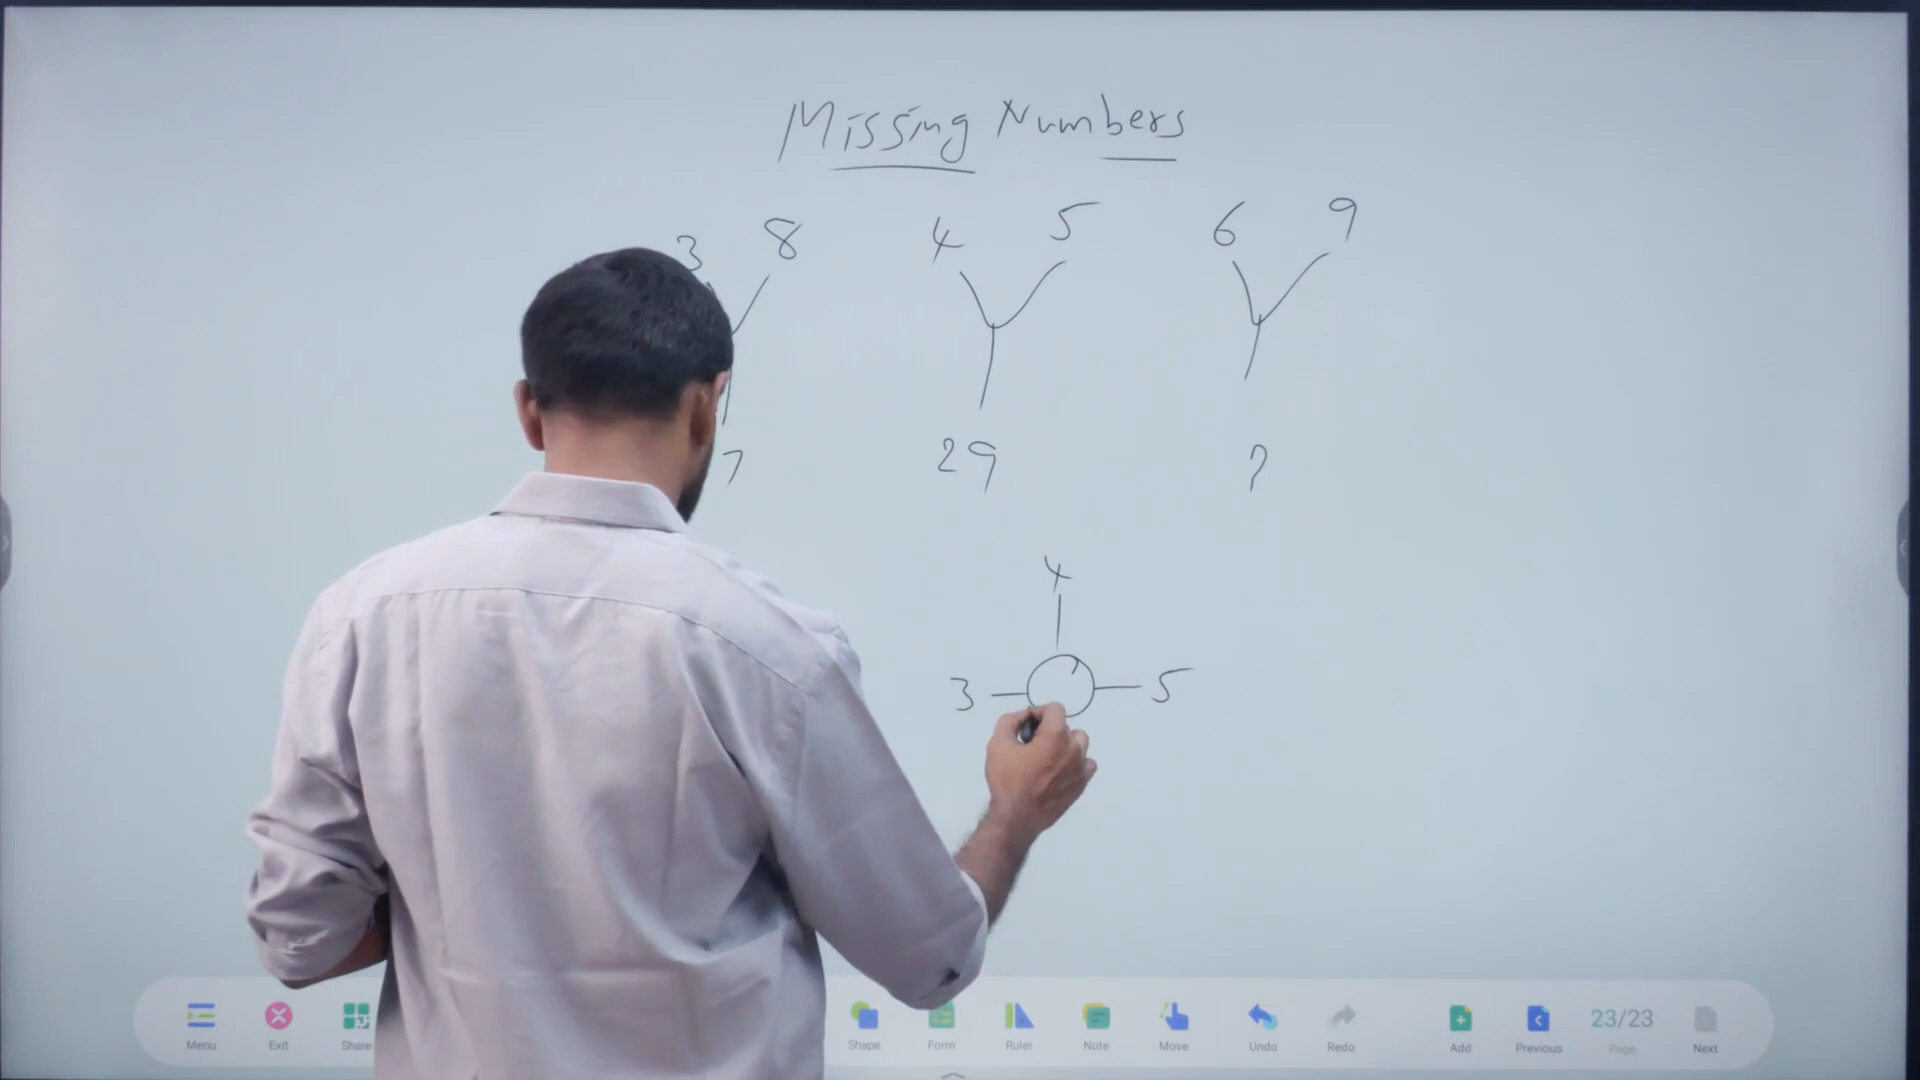 Missing Numbers
3 8 4 5 6 9
7 29 ?
4
3 5
Menu Exit Share Shape Form Ruler Note Move Undo Redo Add Previous 23/23 Page Next